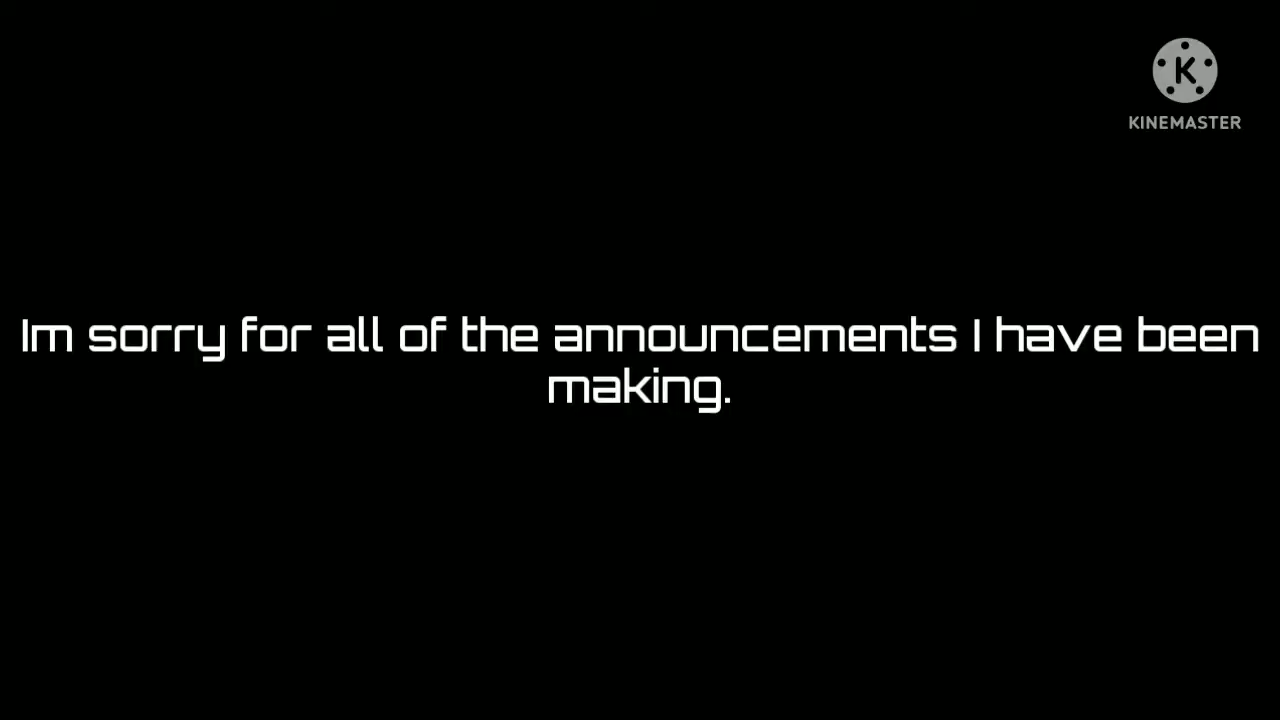 K
KINEMASTER
Im sorry for all of the announcements I have been
making.